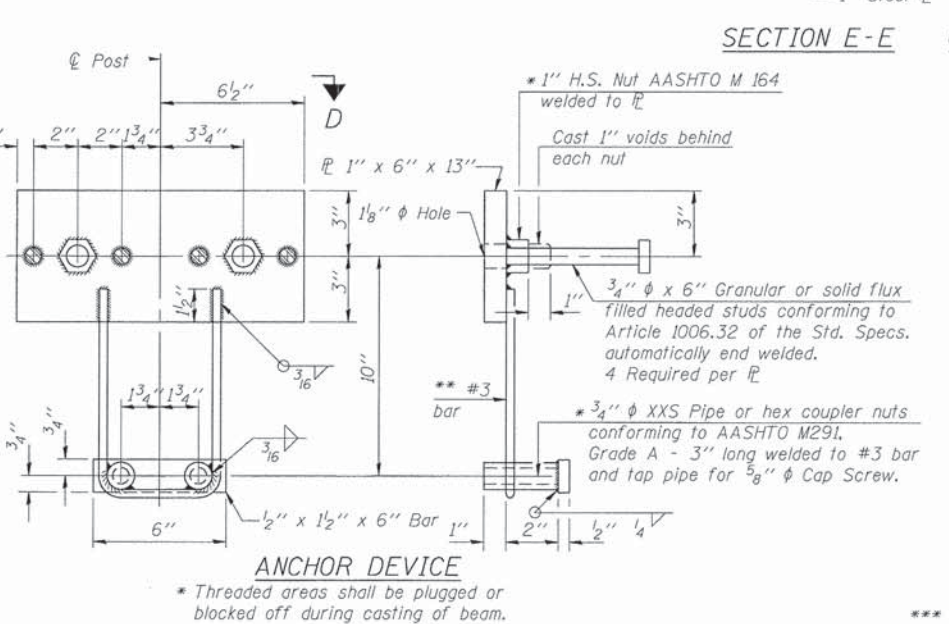 SECTION E-E
℄ Post
6½"
D
2" 2" 1¾" 3¾"
* 1" H.S. Nut AASHTO M 164
welded to ℙL
Cast 1" voids behind
each nut
ℙL 1" x 6" x 13"
1⅛" ϕ Hole
3"
3"
3"
1½"
3/16
10"
1"
¾" ϕ x 6" Granular or solid flux
filled headed studs conforming to
Article 1006.32 of the Std. Specs.
automatically end welded.
4 Required per ℙL
** #3
bar
1¾" 1¾"
3/16
¾"
¾"
* ¾" ϕ XXS Pipe or hex coupler nuts
conforming to AASHTO M291,
Grade A - 3" long welded to #3 bar
and tap pipe for ⅝" ϕ Cap Screw.
6"
½" x 1½" x 6" Bar
1" 2" ½" ¼
ANCHOR DEVICE
* Threaded areas shall be plugged or
blocked off during casting of beam.
***